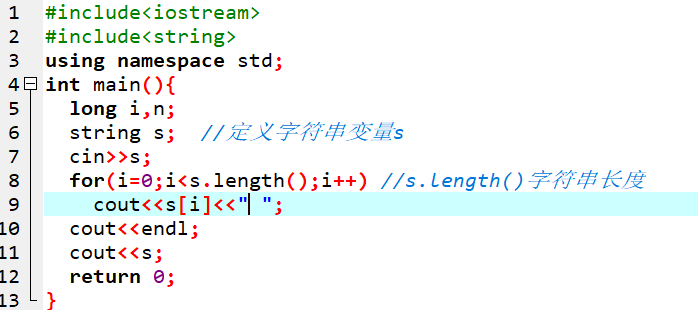 1 #include<iostream>
2 #include<string>
3 using namespace std;
4 int main(){
5   long i,n;
6   string s;  //定义字符串变量s
7   cin>>s;
8   for(i=0;i<s.length();i++) //s.length()字符串长度
9     cout<<s[i]<<" ";
10   cout<<endl;
11   cout<<s;
12   return 0;
13 }